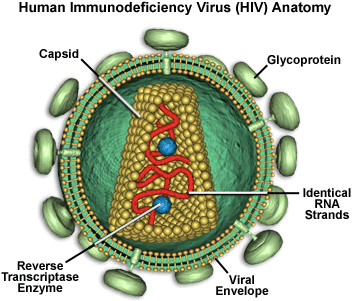 Human Immunodeficiency Virus (HIV) Anatomy
Capsid
Glycoprotein
Identical
RNA
Strands
Reverse
Transcriptase
Enzyme
Viral
Envelope